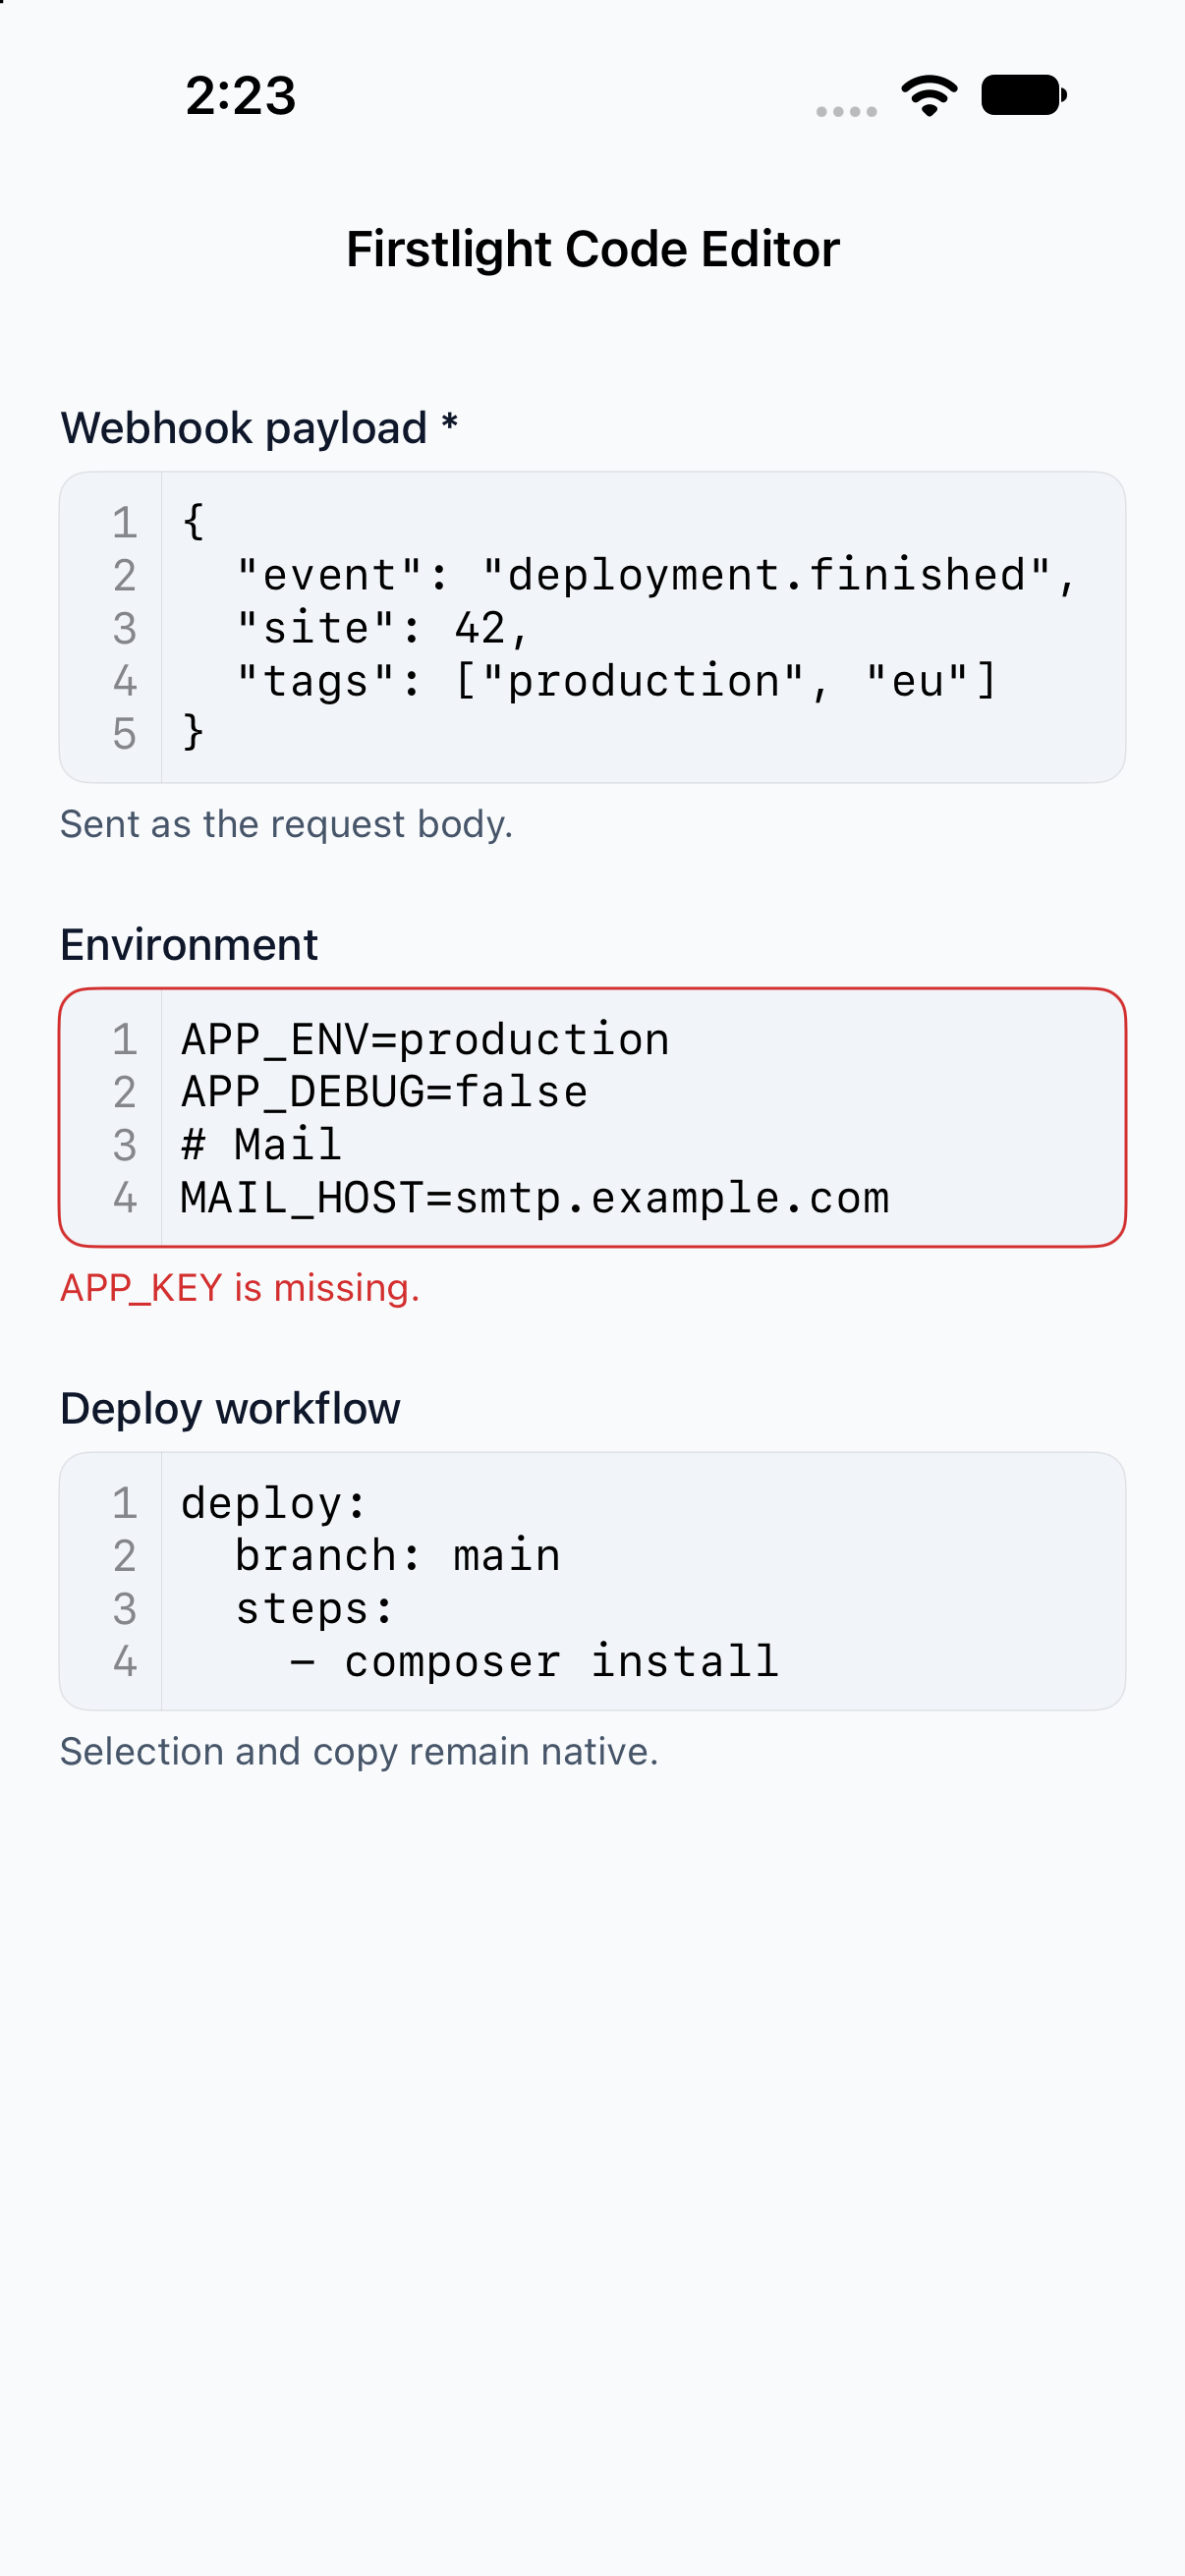 2:23
Firstlight Code Editor
Webhook payload *
1 {
2   "event": "deployment.finished",
3   "site": 42,
4   "tags": ["production", "eu"]
5 }
Sent as the request body.
Environment
1 APP_ENV=production
2 APP_DEBUG=false
3 # Mail
4 MAIL_HOST=smtp.example.com
APP_KEY is missing.
Deploy workflow
1 deploy:
2   branch: main
3   steps:
4     - composer install
Selection and copy remain native.